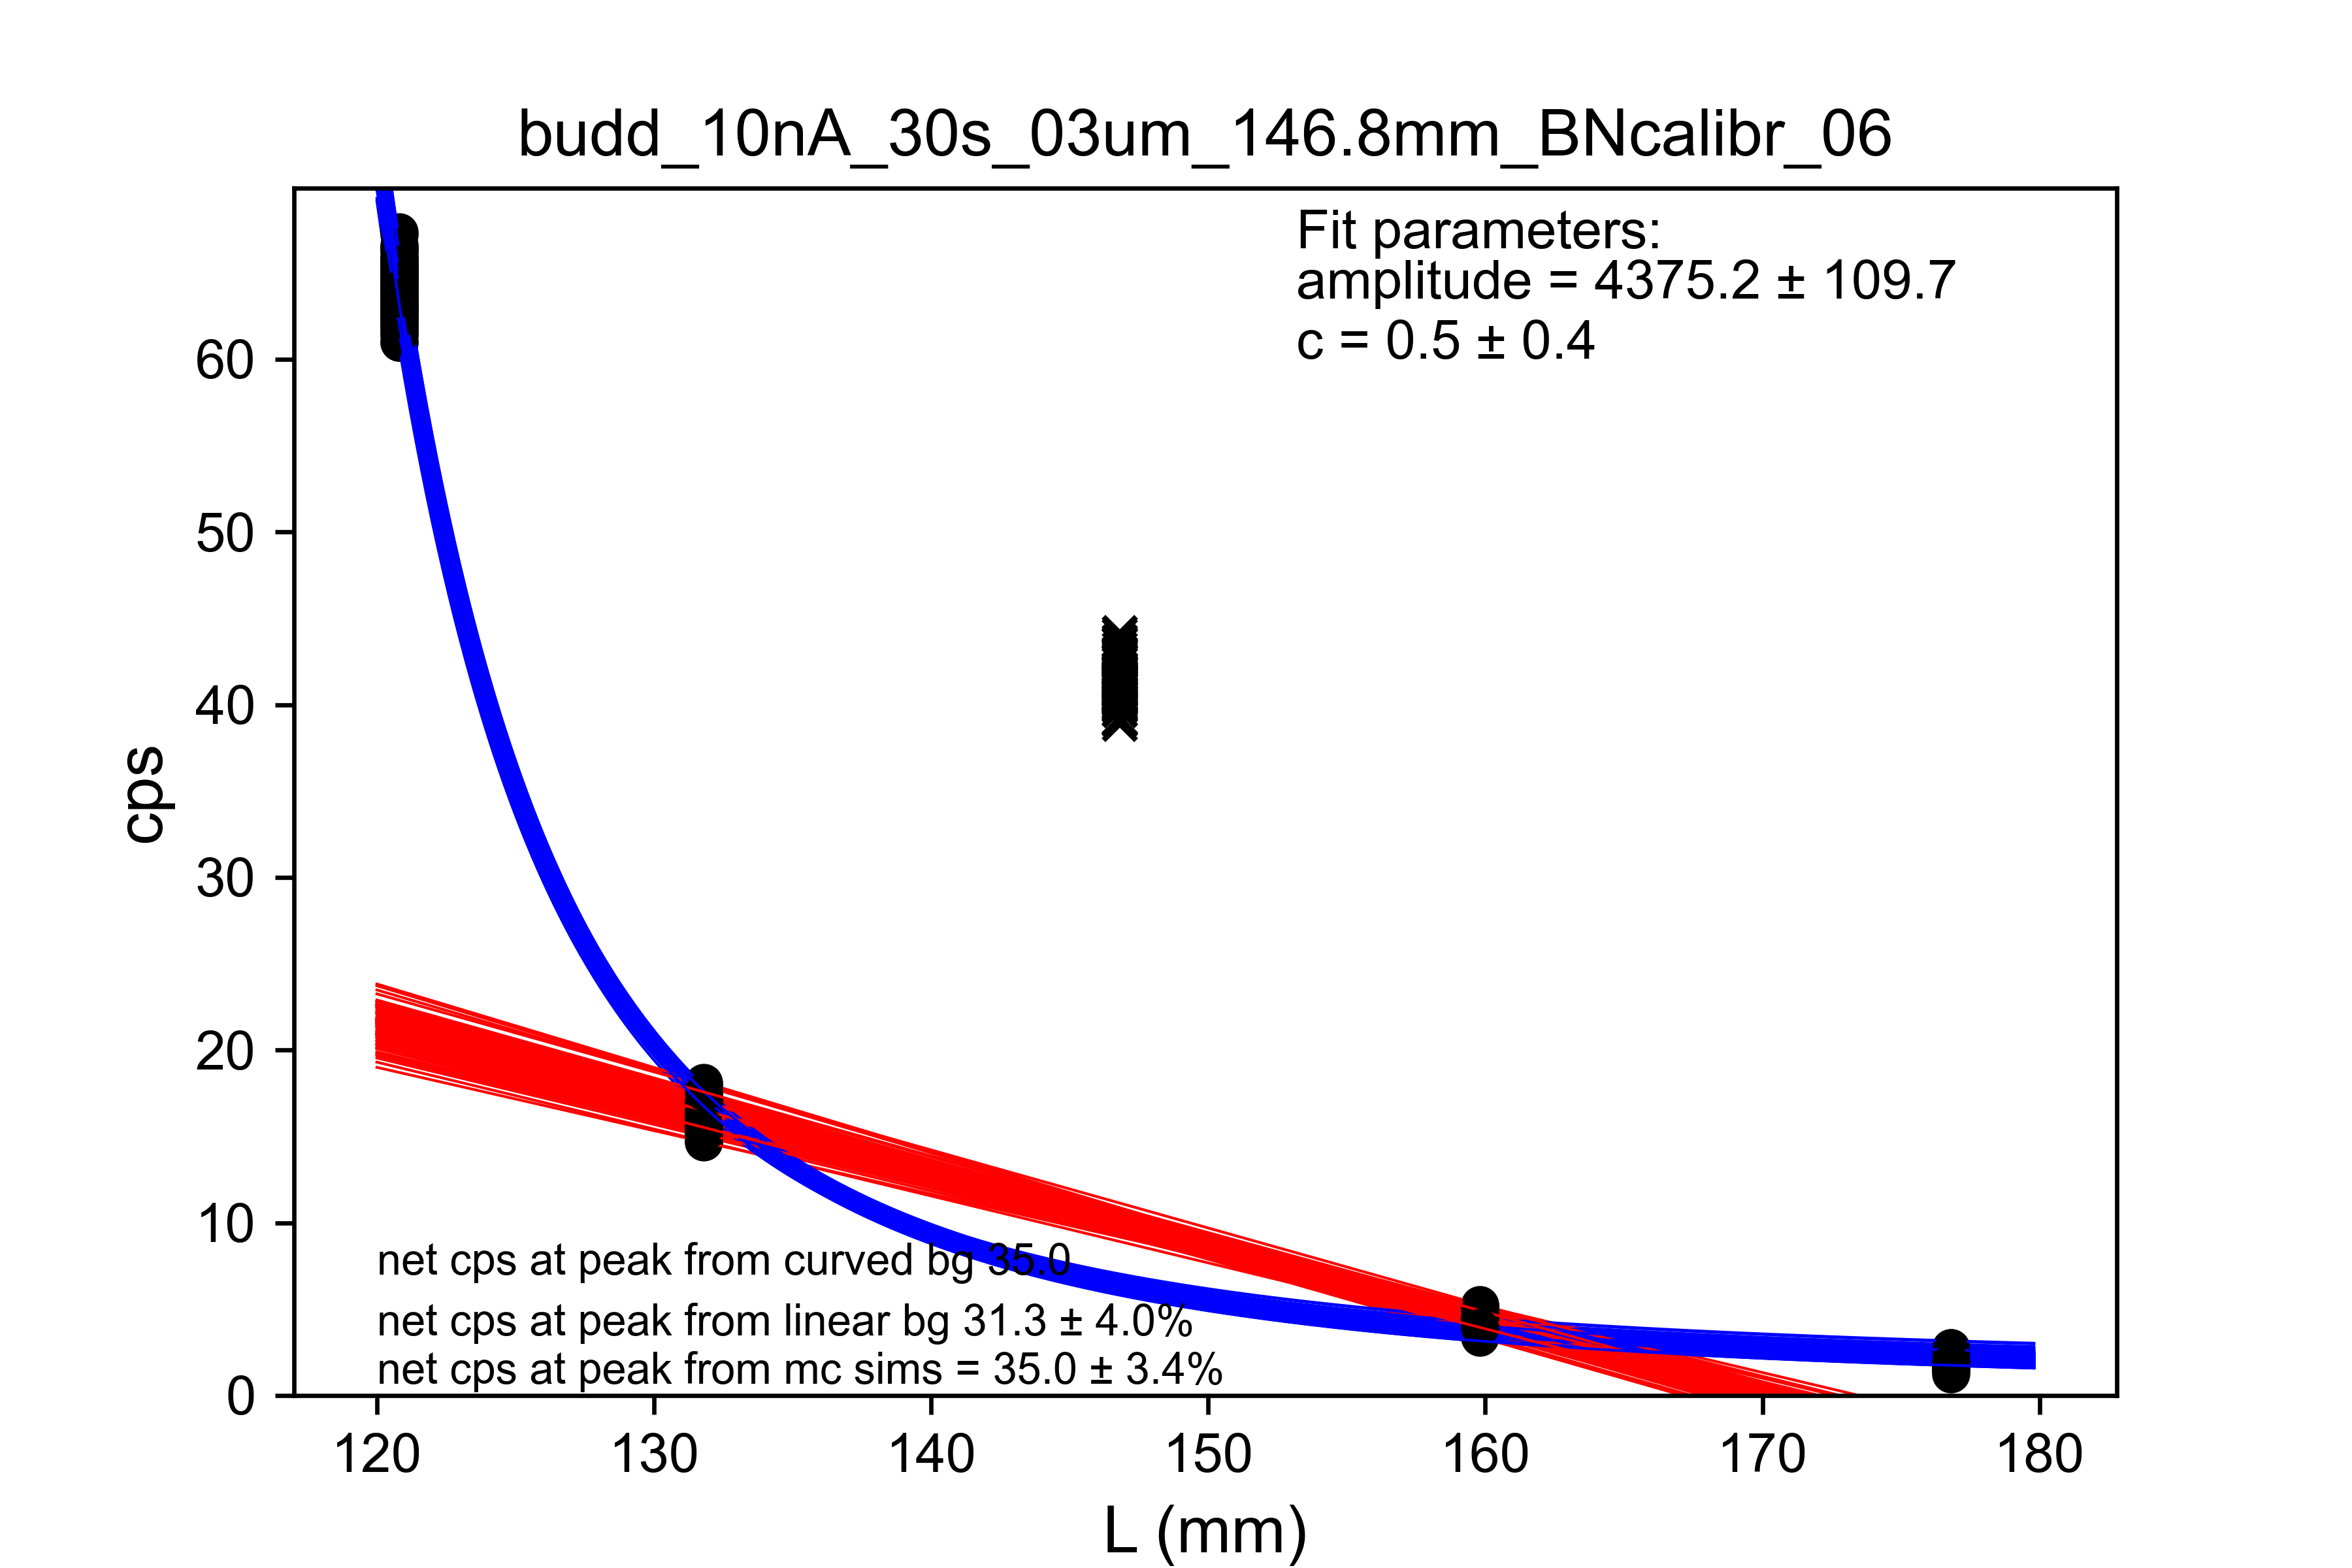 budd_10nA_30s_03um_146.8mm_BNcalibr_06
Fit parameters:
amplitude = 4375.2 ± 109.7
c = 0.5 ± 0.4
60
50
40
30
20
10
0
cps
net cps at peak from curved bg 35.0
net cps at peak from linear bg 31.3 ± 4.0%
net cps at peak from mc sims = 35.0 ± 3.4%
120 130 140 150 160 170 180
L (mm)